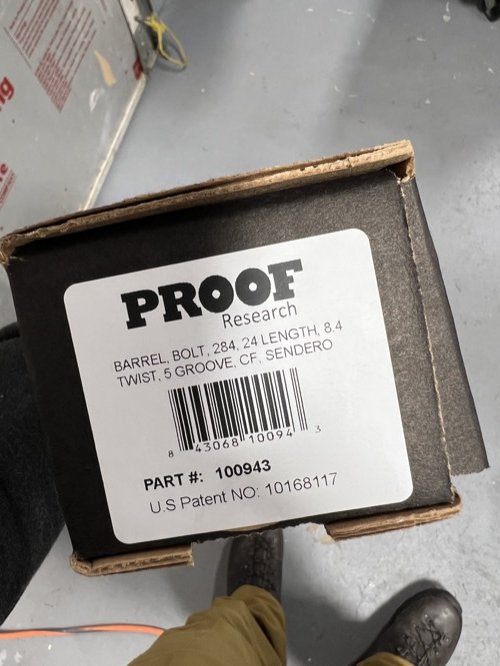 PROOF
Research
BARREL, BOLT, 284, 24 LENGTH, 8.4
TWIST, 5 GROOVE, CF, SENDERO
8 43068 10094 3
PART #: 100943
U.S Patent NO: 10168117